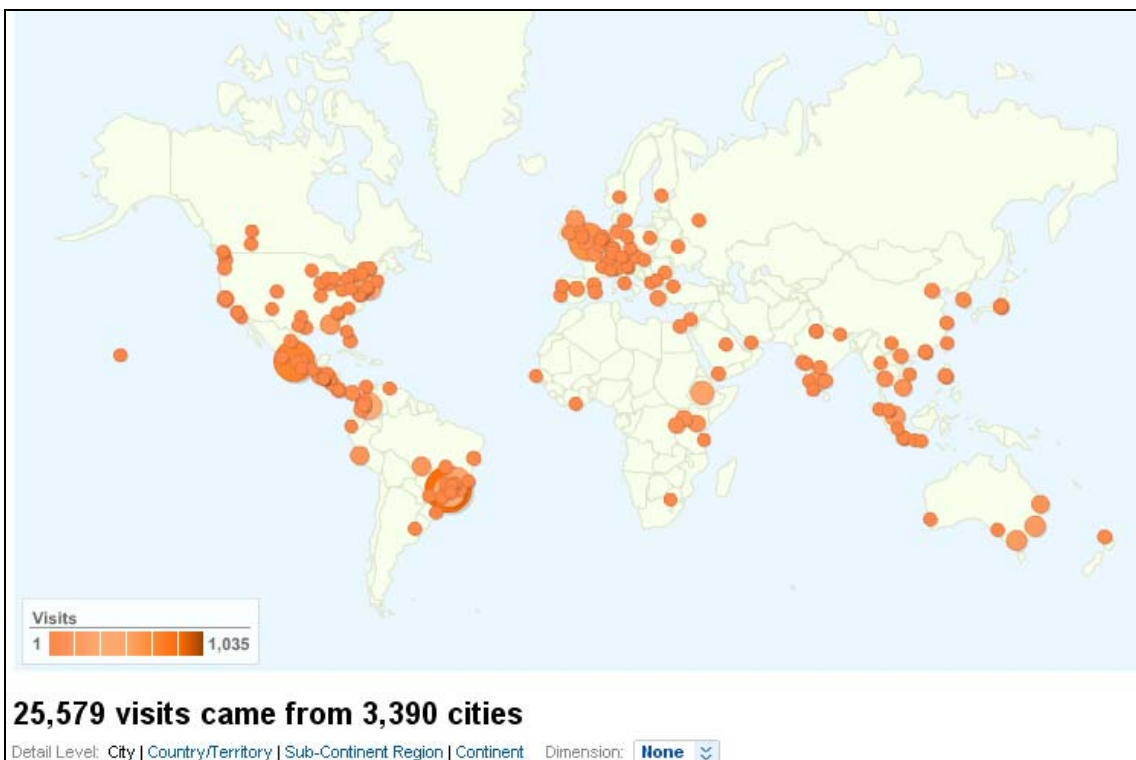 Visits
1 1,035
25,579 visits came from 3,390 cities
Detail Level: City | Country/Territory | Sub-Continent Region | Continent Dimension: None